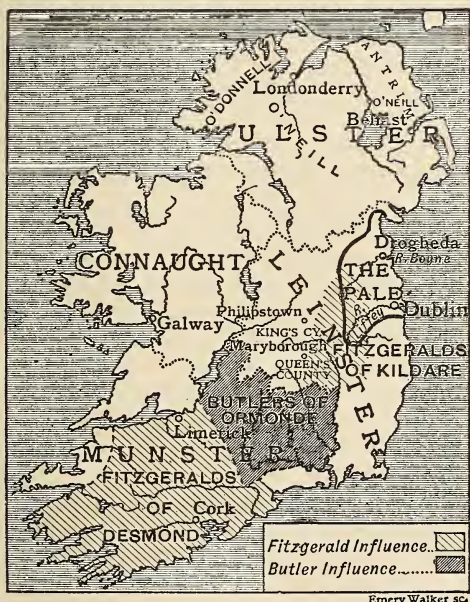 ANTRIM
O'DONNELL
Londonderry
O'NEILL
O'NEILL
Belfast
ULSTER
Drogheda
R. Boyne
CONNAUGHT
LEINSTER
THE
PALE
Dublin
Philipstown
Galway
KING'S CY.
Maryborough
QUEEN'S
COUNTY
FITZGERALDS
OF KILDARE
BUTLERS OF
ORMONDE
Limerick
MUNSTER
FITZGERALDS
OF
Cork
DESMOND
Fitzgerald Influence..
Butler Influence........
Emery Walker sc.